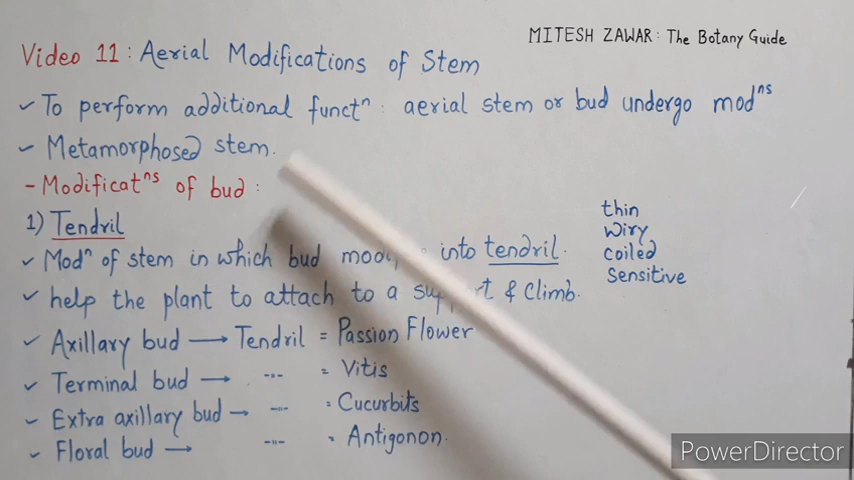 MITESH ZAWAR: The Botany Guide
Video 11: Aerial Modifications of Stem
✓ To perform additional functⁿ: aerial stem or bud undergo modⁿˢ
✓ Metamorphosed stem.
- Modificatⁿˢ of bud:
1) Tendril
✓ Modⁿ of stem in which bud into tendril.
✓ help the plant to attach to a support & Climb.
thin
wiry
coiled
Sensitive
✓ Axillary bud → Tendril = Passion Flower
✓ Terminal bud → -"- = Vitis
✓ Extra axillary bud → -"- = Cucurbits
✓ Floral bud → -"- = Antigonon.
PowerDirector